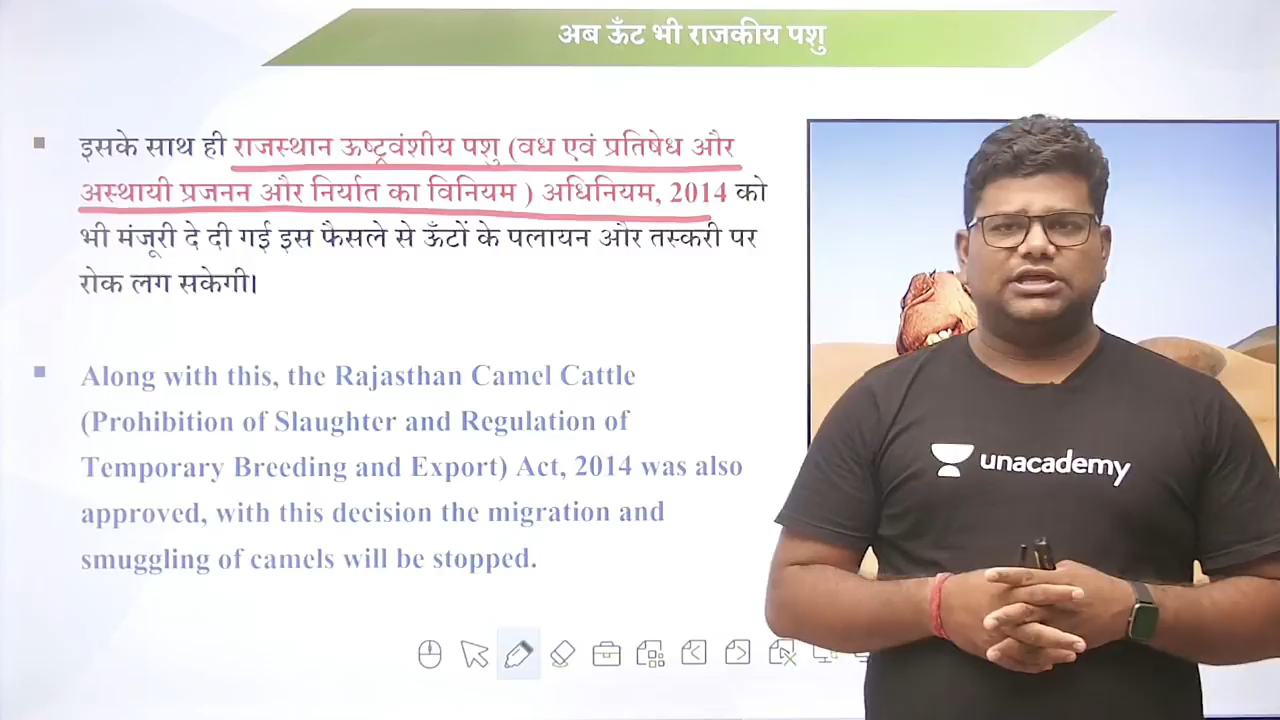 अब ऊँट भी राजकीय पशु
इसके साथ ही राजस्थान ऊष्ट्रवंशीय पशु (वध एवं प्रतिषेध और
अस्थायी प्रजनन और निर्यात का विनियम ) अधिनियम, 2014 को
भी मंजूरी दे दी गई इस फैसले से ऊँटों के पलायन और तस्करी पर
रोक लग सकेगी।
Along with this, the Rajasthan Camel Cattle
(Prohibition of Slaughter and Regulation of
Temporary Breeding and Export) Act, 2014 was also
approved, with this decision the migration and
smuggling of camels will be stopped.
unacademy